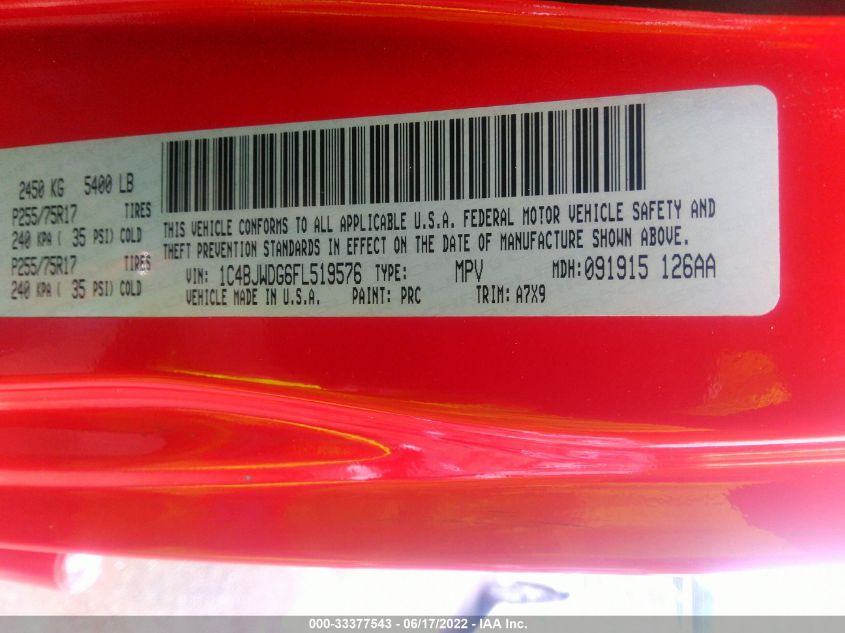 2450 KG 5400 LB
P255/75R17 TIRES
240 KPA ( 35 PSI) COLD
P255/75R17 TIRES
240 KPA ( 35 PSI) COLD
THIS VEHICLE CONFORMS TO ALL APPLICABLE U.S.A. FEDERAL MOTOR VEHICLE SAFETY AND
THEFT PREVENTION STANDARDS IN EFFECT ON THE DATE OF MANUFACTURE SHOWN ABOVE.
VIN: 1C4BJWDG6FL519576 TYPE: MPV MDH:091915 126AA
VEHICLE MADE IN U.S.A. PAINT: PRC TRIM: A7X9
000-33377543 - 06/17/2022 - IAA Inc.